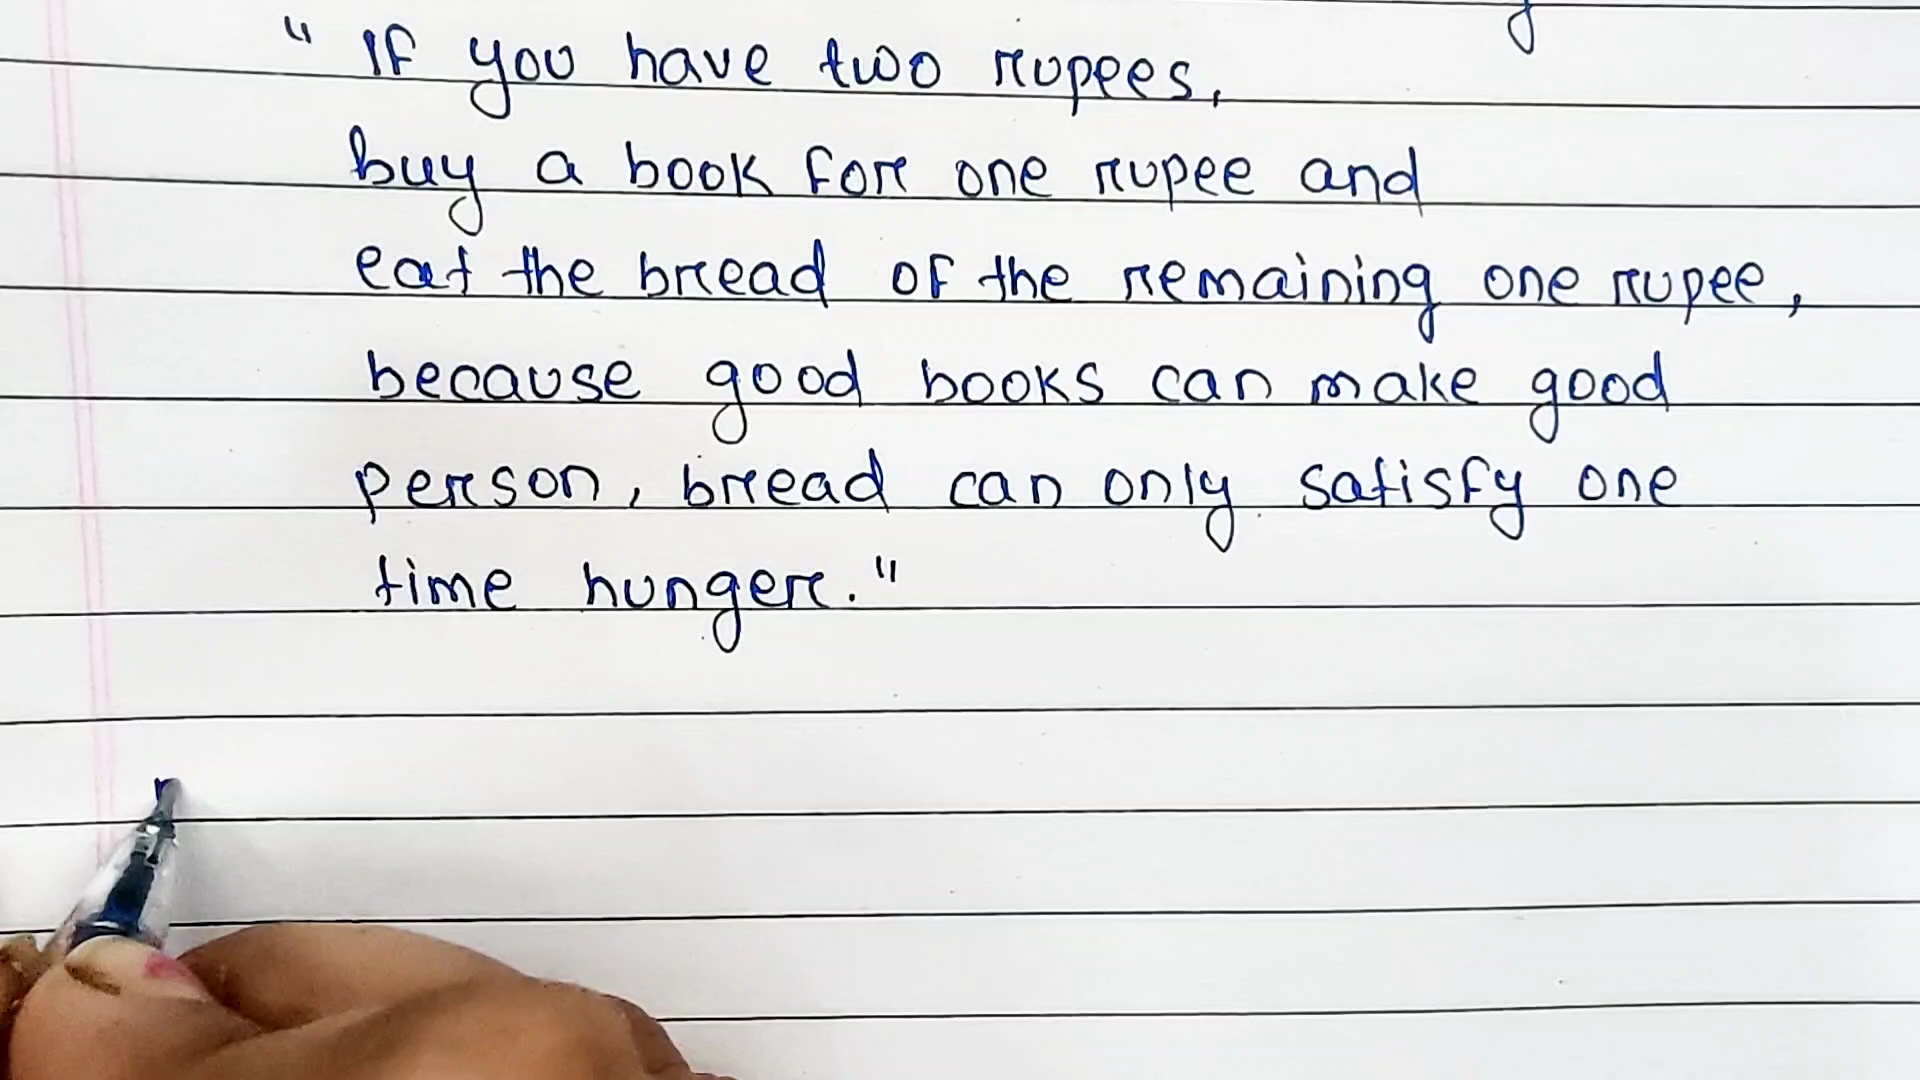 "If you have two rupees,
buy a book for one rupee and
eat the bread of the remaining one rupee,
because good books can make good
person, bread can only satisfy one
time hunger."